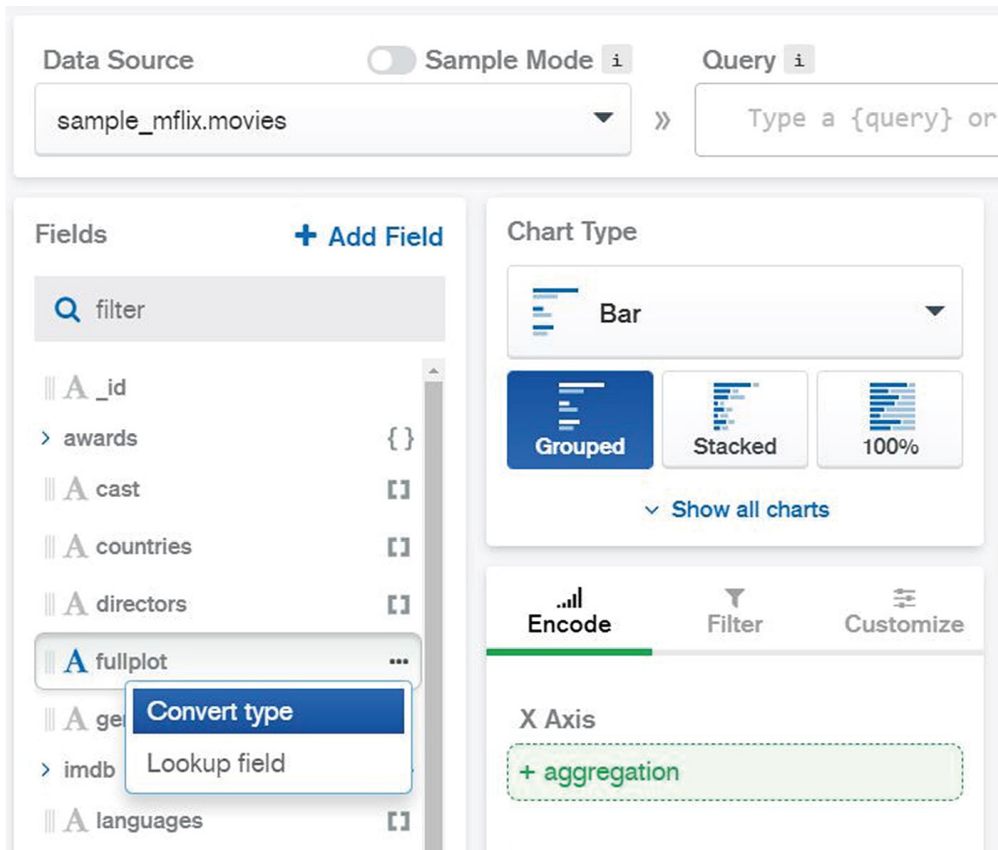 Data Source
Sample Mode i
Query i
sample_mflix.movies
»
Type a {query} or
Fields
+ Add Field
filter
A _id
> awards { }
A cast [ ]
A countries [ ]
A directors [ ]
A fullplot ...
Convert type
Lookup field
A ge
> imdb
A languages [ ]
Chart Type
Bar
Grouped
Stacked
100%
Show all charts
Encode
Filter
Customize
X Axis
+ aggregation